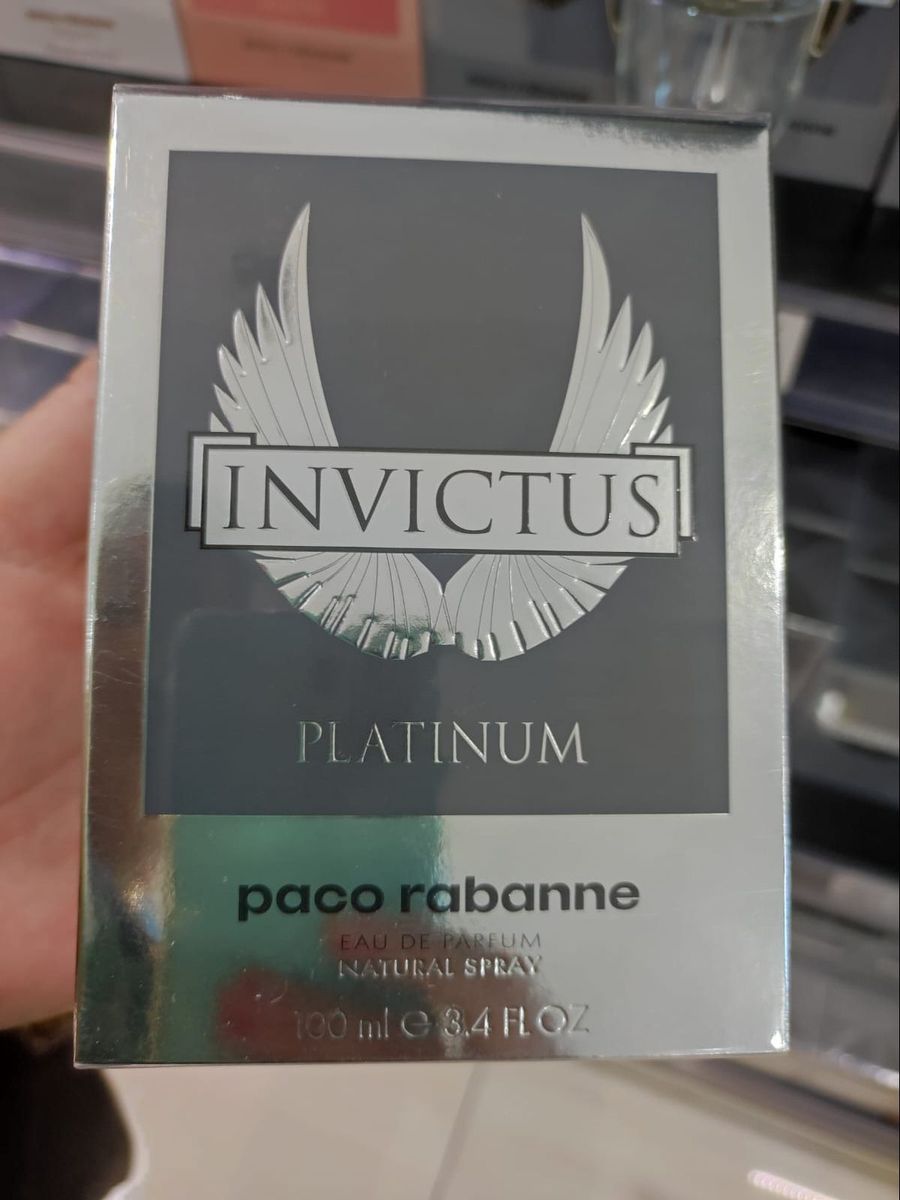 INVICTUS
PLATINUM
paco rabanne
EAU DE PARFUM
NATURAL SPRAY
100 ml e 3.4 FL OZ